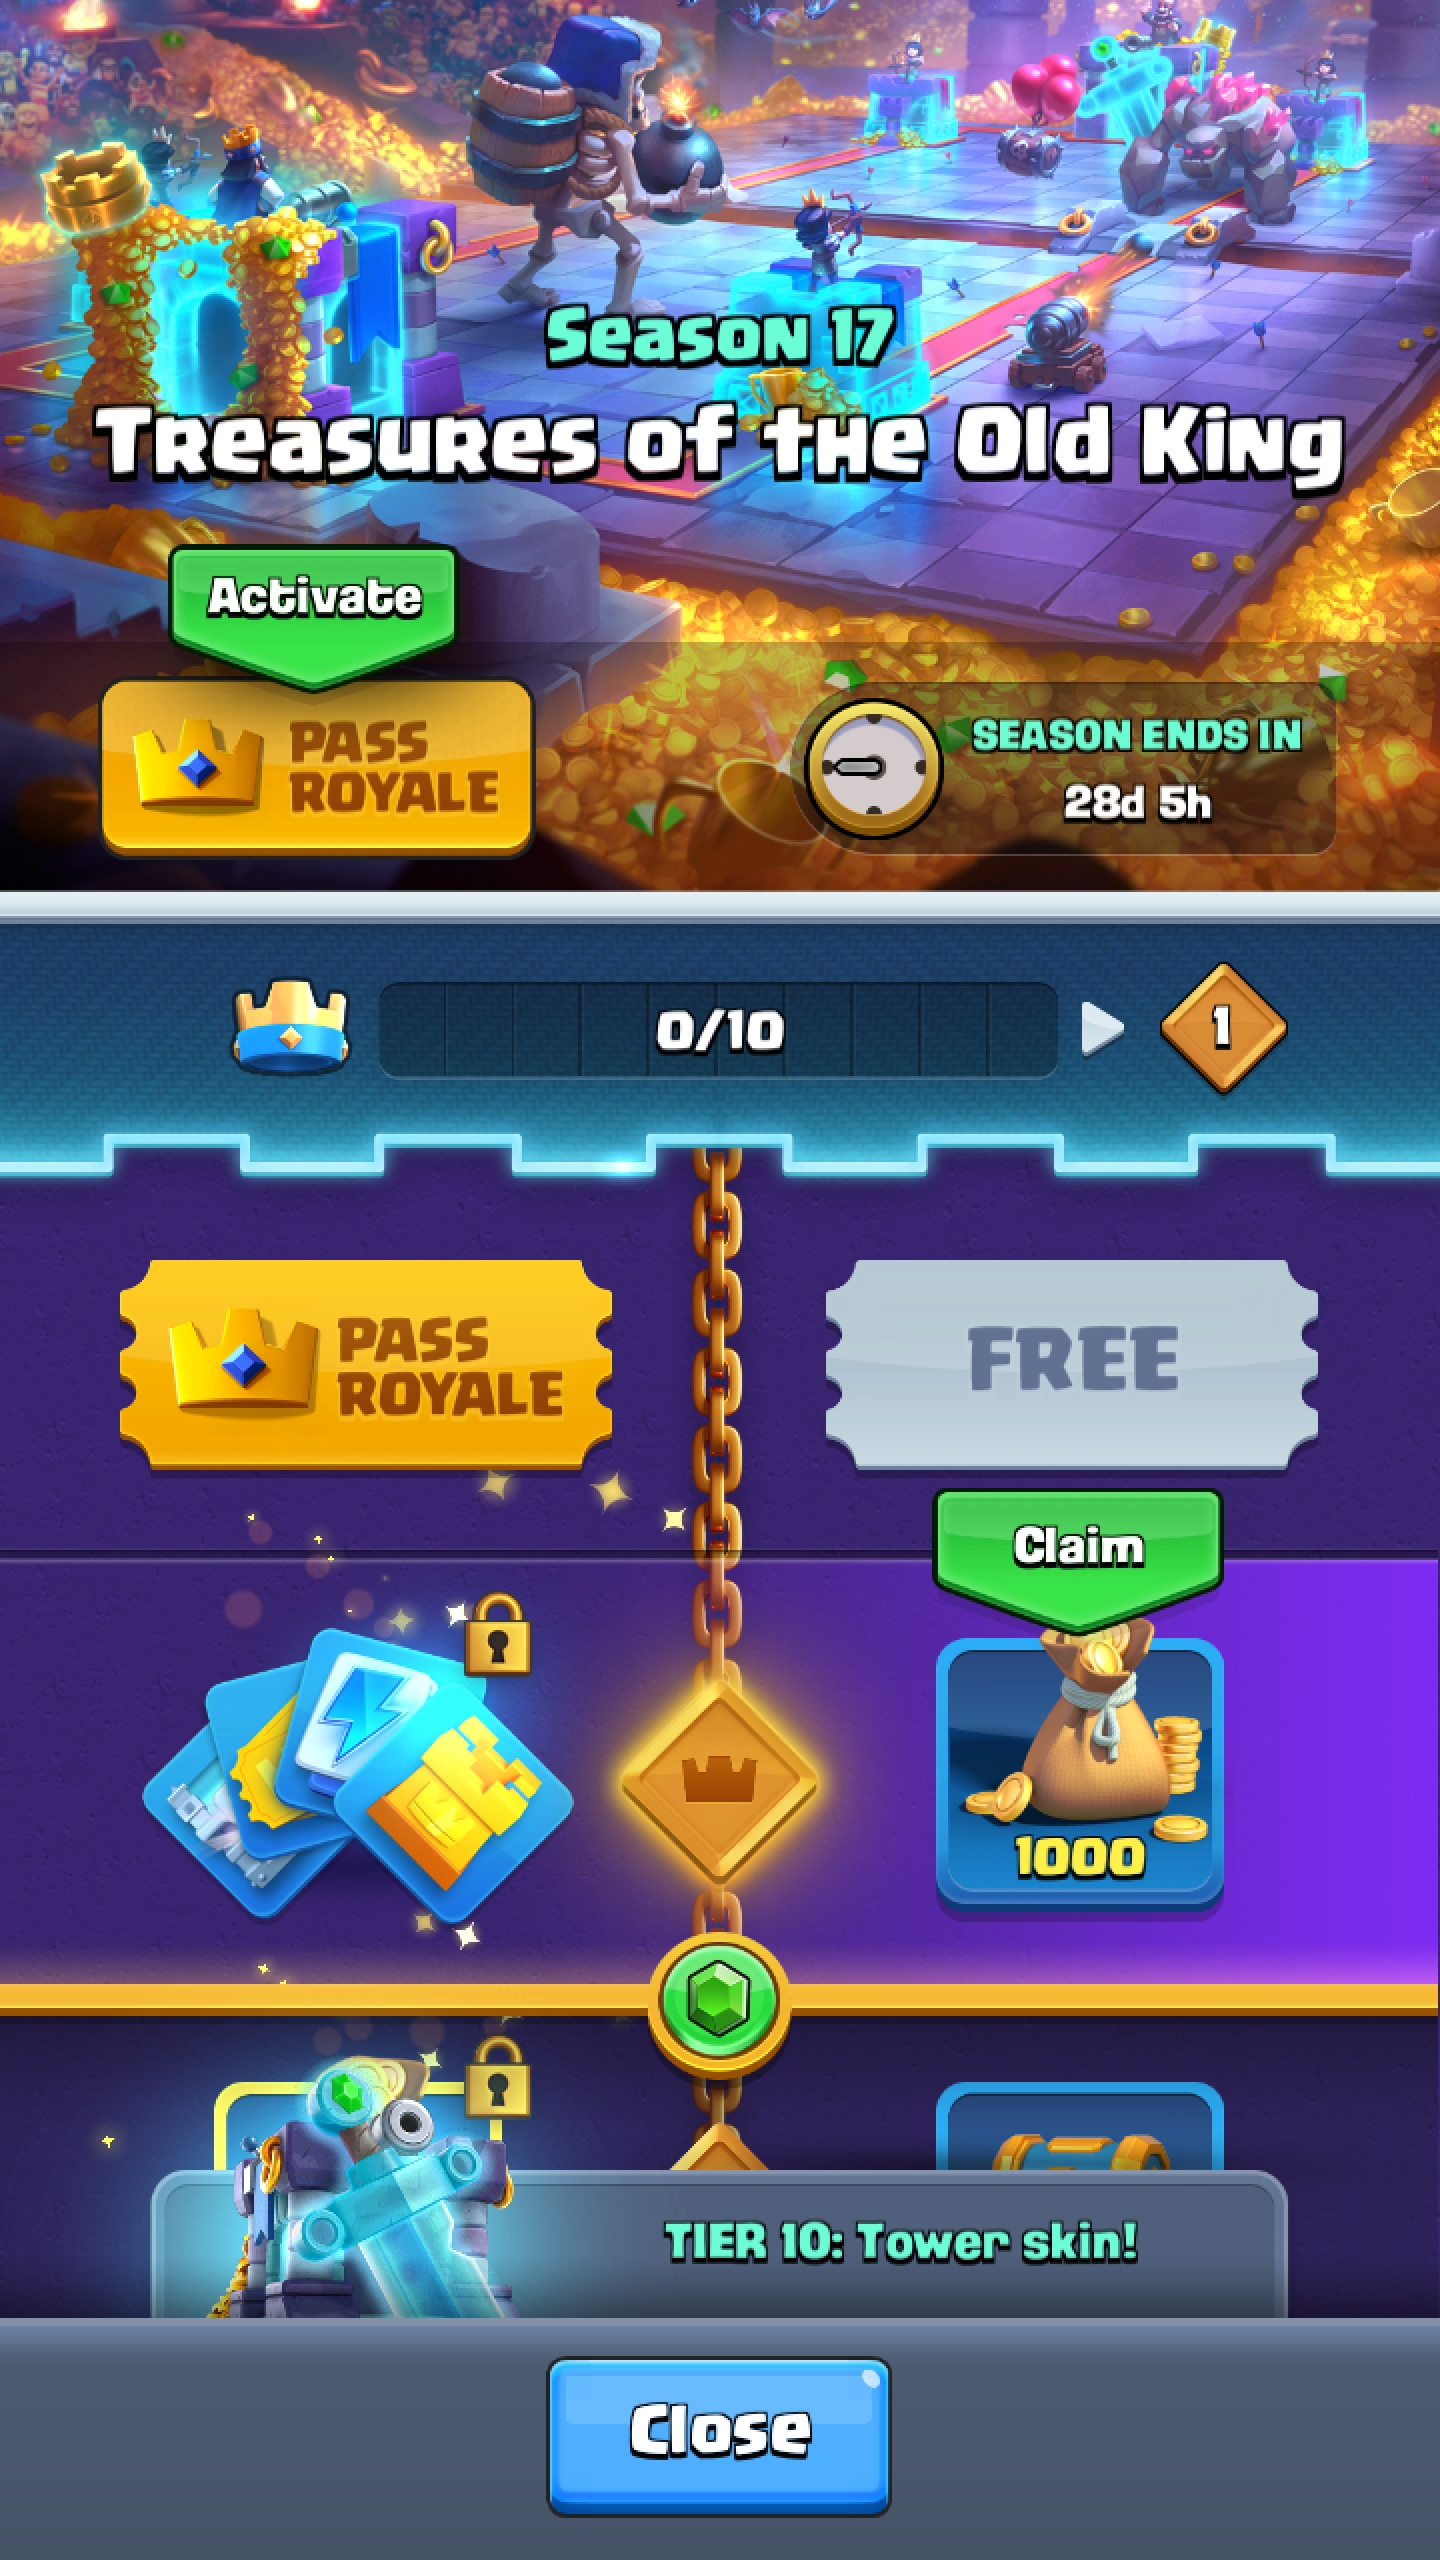 Season 17
Treasures of the Old King
Activate
PASS
ROYALE
SEASON ENDS IN
28d 5h
0/10
1
PASS
ROYALE
FREE
Claim
1000
TIER 10: Tower skin!
Close